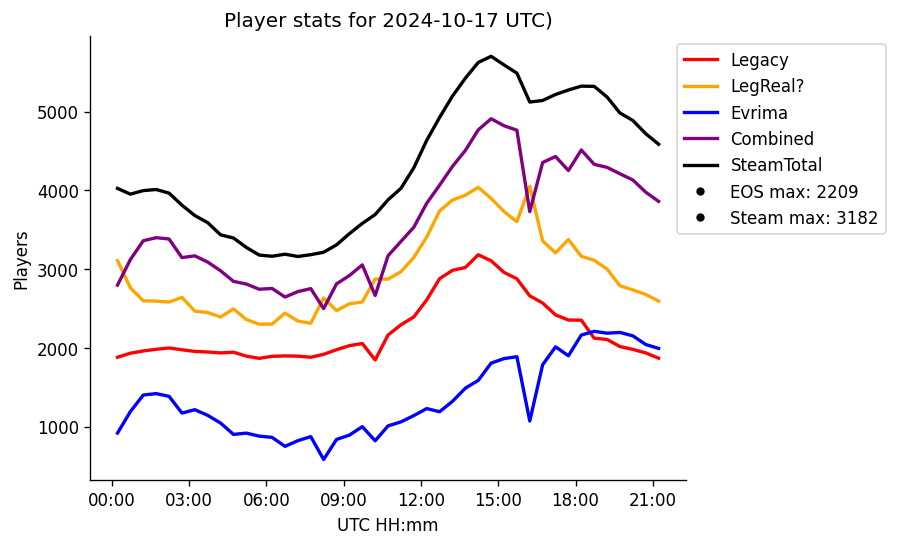 Player stats for 2024-10-17 UTC)
Legacy
LegReal?
Evrima
Combined
SteamTotal
EOS max: 2209
Steam max: 3182
Players
5000
4000
3000
2000
1000
00:00 03:00 06:00 09:00 12:00 15:00 18:00 21:00
UTC HH:mm